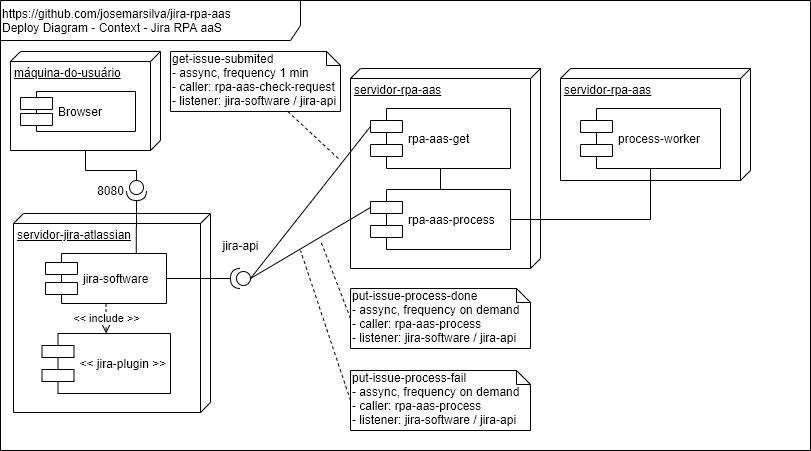 https://github.com/josemarsilva/jira-rpa-aas
Deploy Diagram - Context - Jira RPA aaS
máquina-do-usuário
Browser
get-issue-submited
- assync, frequency 1 min
- caller: rpa-aas-check-request
- listener: jira-software / jira-api
servidor-rpa-aas
rpa-aas-get
rpa-aas-process
servidor-rpa-aas
process-worker
8080
servidor-jira-atlassian
jira-software
<< include >>
<< jira-plugin >>
jira-api
put-issue-process-done
- assync, frequency on demand
- caller: rpa-aas-process
- listener: jira-software / jira-api
put-issue-process-fail
- assync, frequency on demand
- caller: rpa-aas-process
- listener: jira-software / jira-api